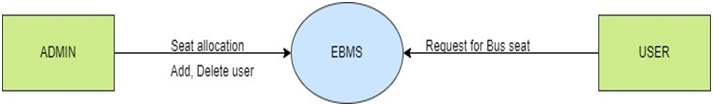 ADMIN
Seat allocation
Add, Delete user
EBMS
Request for Bus seat
USER